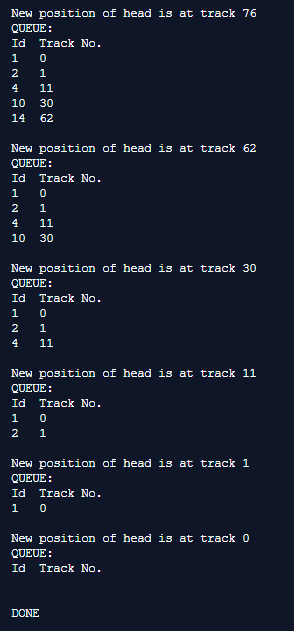 New position of head is at track 76
QUEUE:
Id Track No.
1 0
2 1
4 11
10 30
14 62
New position of head is at track 62
QUEUE:
Id Track No.
1 0
2 1
4 11
10 30
New position of head is at track 30
QUEUE:
Id Track No.
1 0
2 1
4 11
New position of head is at track 11
QUEUE:
Id Track No.
1 0
2 1
New position of head is at track 1
QUEUE:
Id Track No.
1 0
New position of head is at track 0
QUEUE:
Id Track No.
DONE